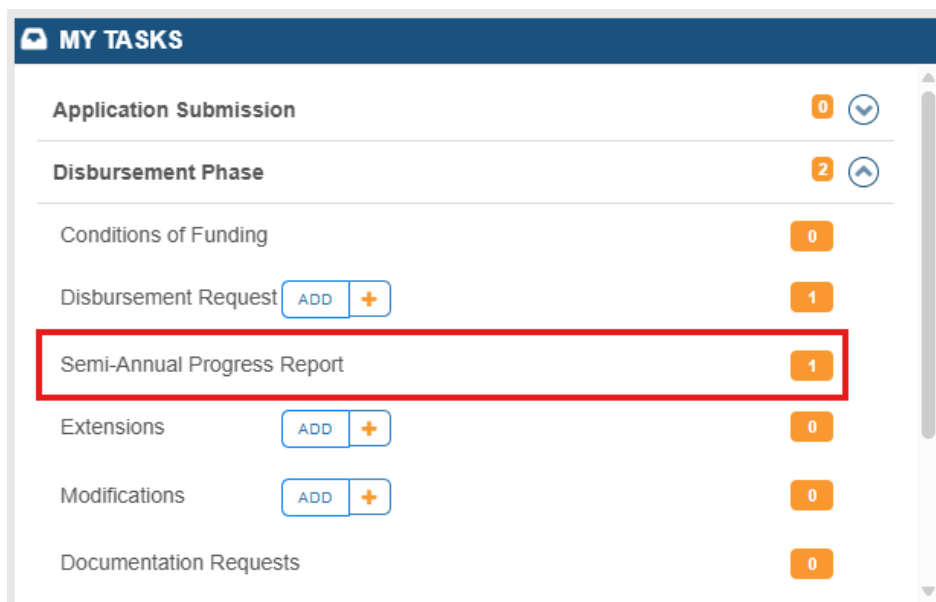 MY TASKS
Application Submission 0
Disbursement Phase 2
Conditions of Funding 0
Disbursement Request ADD + 1
Semi-Annual Progress Report 1
Extensions ADD + 0
Modifications ADD + 0
Documentation Requests 0